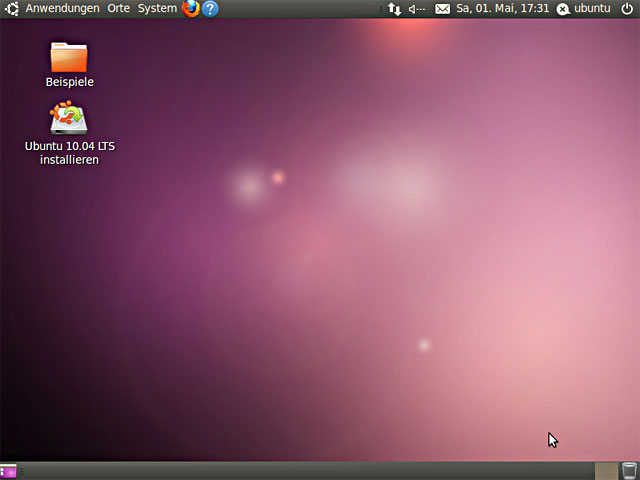 Anwendungen Orte System Sa, 01. Mai, 17:31 ubuntu
Beispiele
Ubuntu 10.04 LTS
installieren